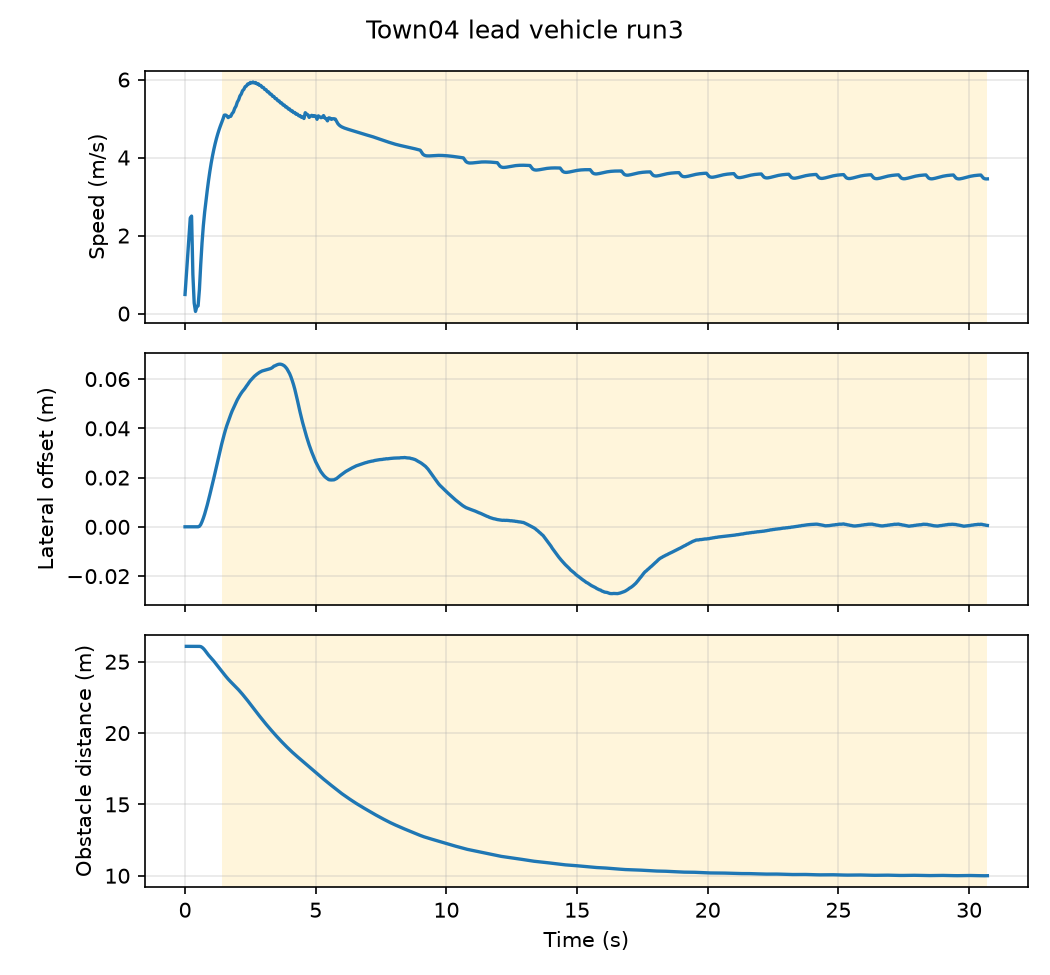 Town04 lead vehicle run3
Speed (m/s)
6
4
2
0
Lateral offset (m)
0.06
0.04
0.02
0.00
−0.02
Obstacle distance (m)
25
20
15
10
0 5 10 15 20 25 30
Time (s)